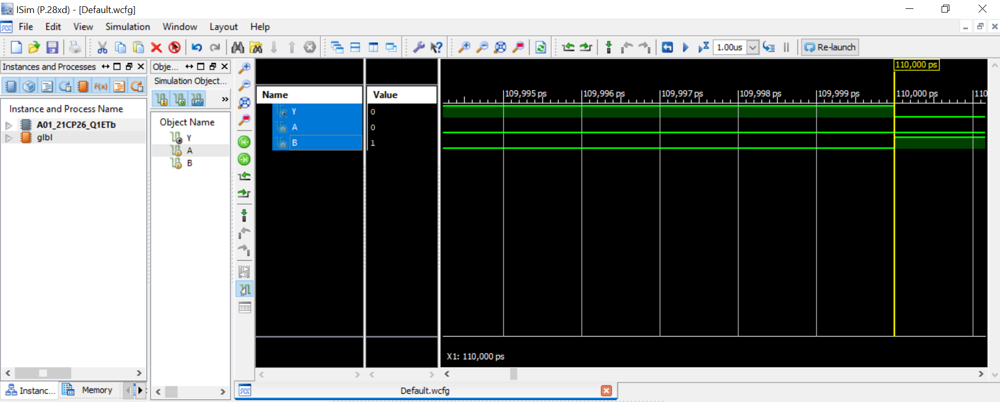 ISim (P.28xd) - [Default.wcfg]
File Edit View Simulation Window Layout Help
1.00us Re-launch
Instances and Processes
Obje...
Simulation Object...
F(x)
I O I/O »
Instance and Process Name
A01_21CP26_Q1ETb
glbl
Object Name
Y
A
B
Name Value
Y 0
A 0
B 1
110,000 ps
109,995 ps 109,996 ps 109,997 ps 109,998 ps 109,999 ps 110,000 ps 110
X1: 110,000 ps
Instanc... Memory
Default.wcfg